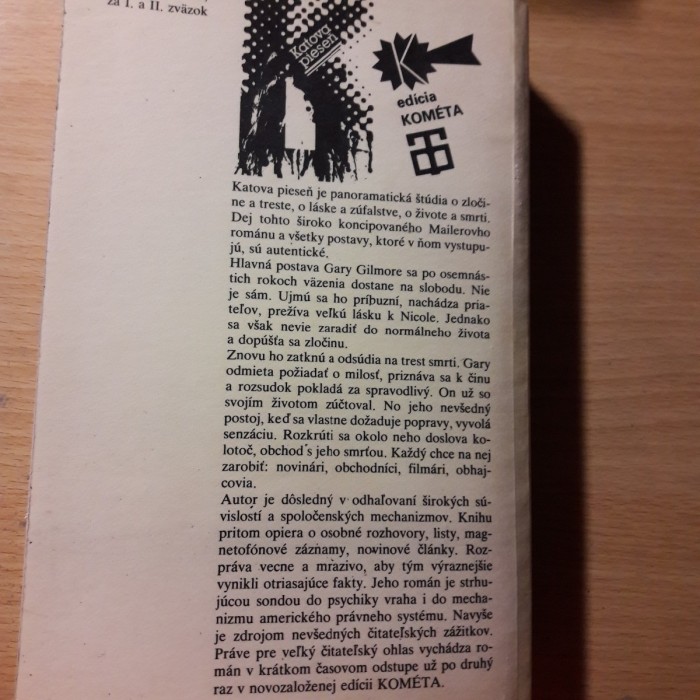 za I. a II. zväzok
Katova
pieseň
edícia
KOMÉTA
Katova pieseň je panoramatická štúdia o zloči-
ne a treste, o láske a zúfalstve, o živote a smrti.
Dej tohto široko koncipovaného Mailerovho
románu a všetky postavy, ktoré v ňom vystupu-
jú, sú autentické.
Hlavná postava Gary Gilmore sa po osemnás-
tich rokoch väzenia dostane na slobodu. Nie
je sám. Ujmú sa ho príbuzní, nachádza pria-
teľov, prežíva veľkú lásku k Nicole. Jednako
sa však nevie zaradiť do normálneho života
a dopúšťa sa zločinu.
Znovu ho zatknú a odsúdia na trest smrti. Gary
odmieta požiadať o milosť, priznáva sa k činu
a rozsudok pokladá za spravodlivý. On už so
svojím životom zúčtoval. No jeho nevšedný
postoj, keď sa vlastne dožaduje popravy, vyvolá
senzáciu. Rozkrúti sa okolo neho doslova ko-
lotoč, obchod s jeho smrťou. Každý chce na nej
zarobiť: novinári, obchodníci, filmári, obhaj-
covia.
Autor je dôsledný v odhaľovaní širokých sú-
vislostí a spoločenských mechanizmov. Knihu
pritom opiera o osobné rozhovory, listy, mag-
netofónové záznamy, novinové články. Roz-
práva vecne a mrazivo, aby tým výraznejšie
vynikli otriasajúce fakty. Jeho román je strhu-
júcou sondou do psychiky vraha i do mecha-
nizmu amerického právneho systému. Navyše
je zdrojom nevšedných čitateľských zážitkov.
Práve pre veľký čitateľský ohlas vychádza ro-
mán v krátkom časovom odstupe už po druhý
raz v novozaloženej edícii KOMÉTA.